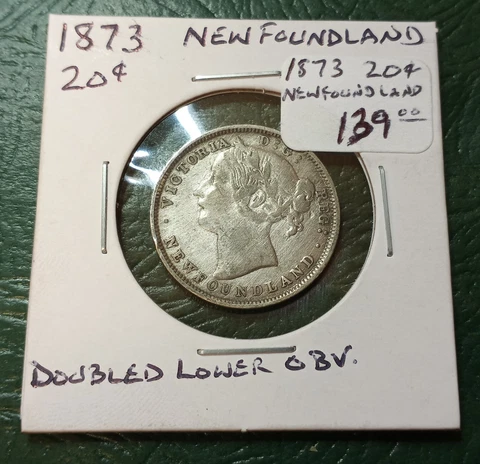 1873 NEWFOUNDLAND
20¢
1873 20¢
NEWFOUNDLAND
139.00
VICTORIA D:G: REG:
NEWFOUNDLAND
DOUBLED LOWER OBV.